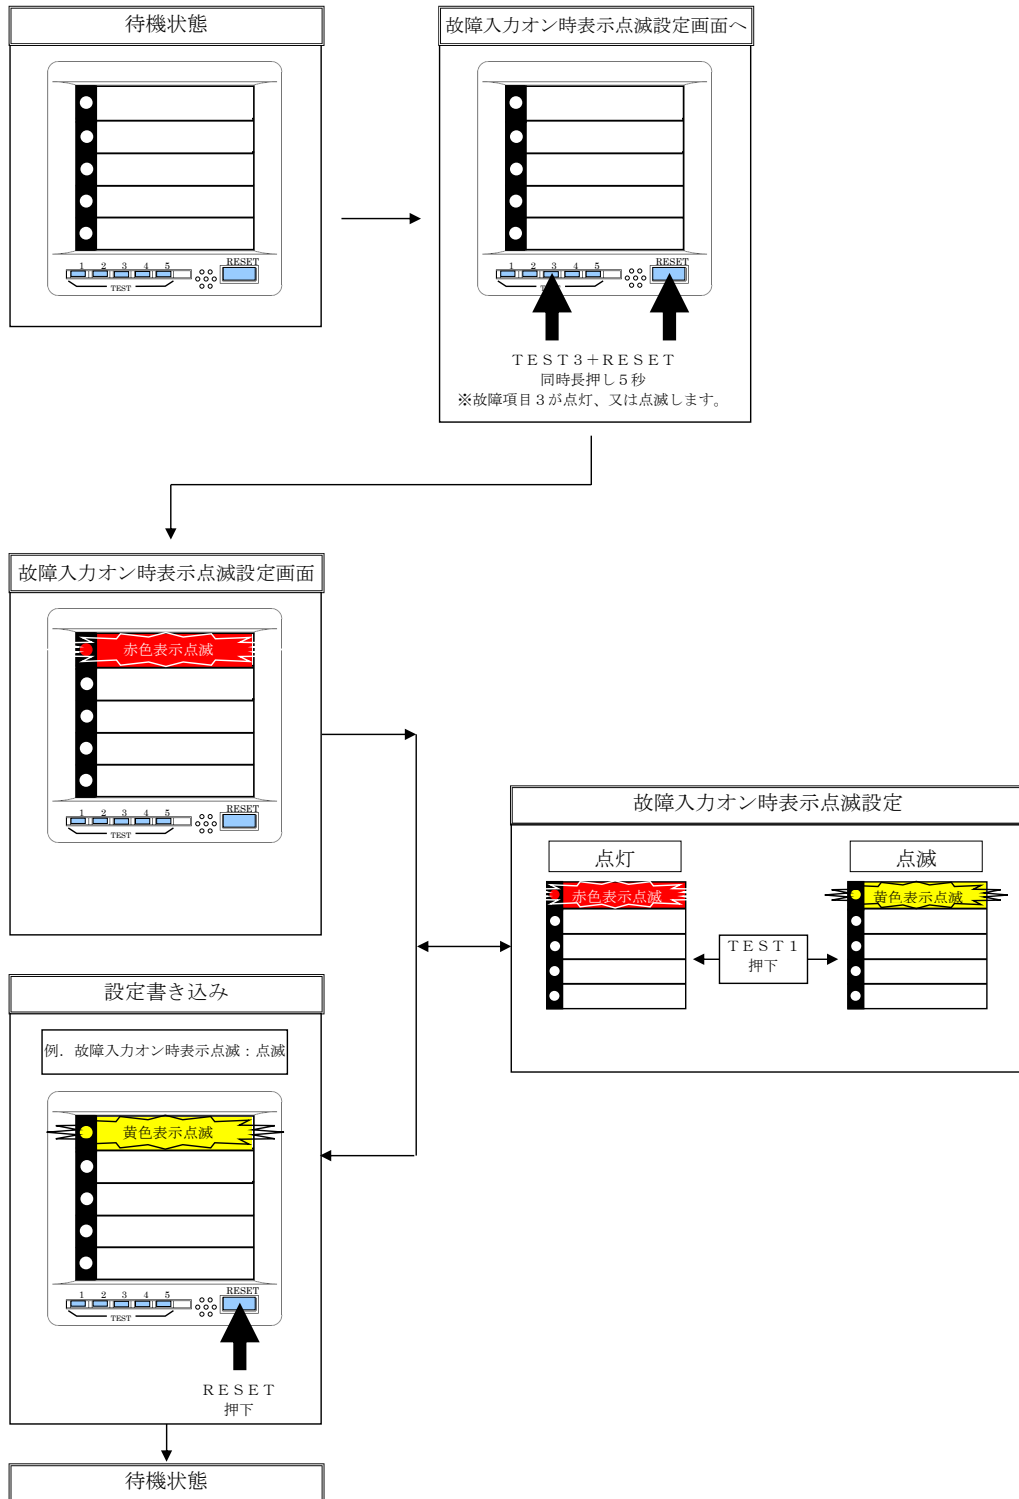 待機状態
1 2 3 4 5
RESET
TEST
故障入力オン時表示点滅設定画面へ
1 2 3 4 5
RESET
ＴＥＳＴ３＋ＲＥＳＥＴ
同時長押し５秒
※故障項目３が点灯、又は点滅します。
故障入力オン時表示点滅設定画面
赤色表示点滅
1 2 3 4 5
RESET
TEST
故障入力オン時表示点滅設定
点灯
点滅
赤色表示点滅
黄色表示点滅
ＴＥＳＴ１
押下
設定書き込み
例．故障入力オン時表示点滅：点滅
黄色表示点滅
1 2 3 4 5
RESET
TEST
ＲＥＳＥＴ
押下
待機状態